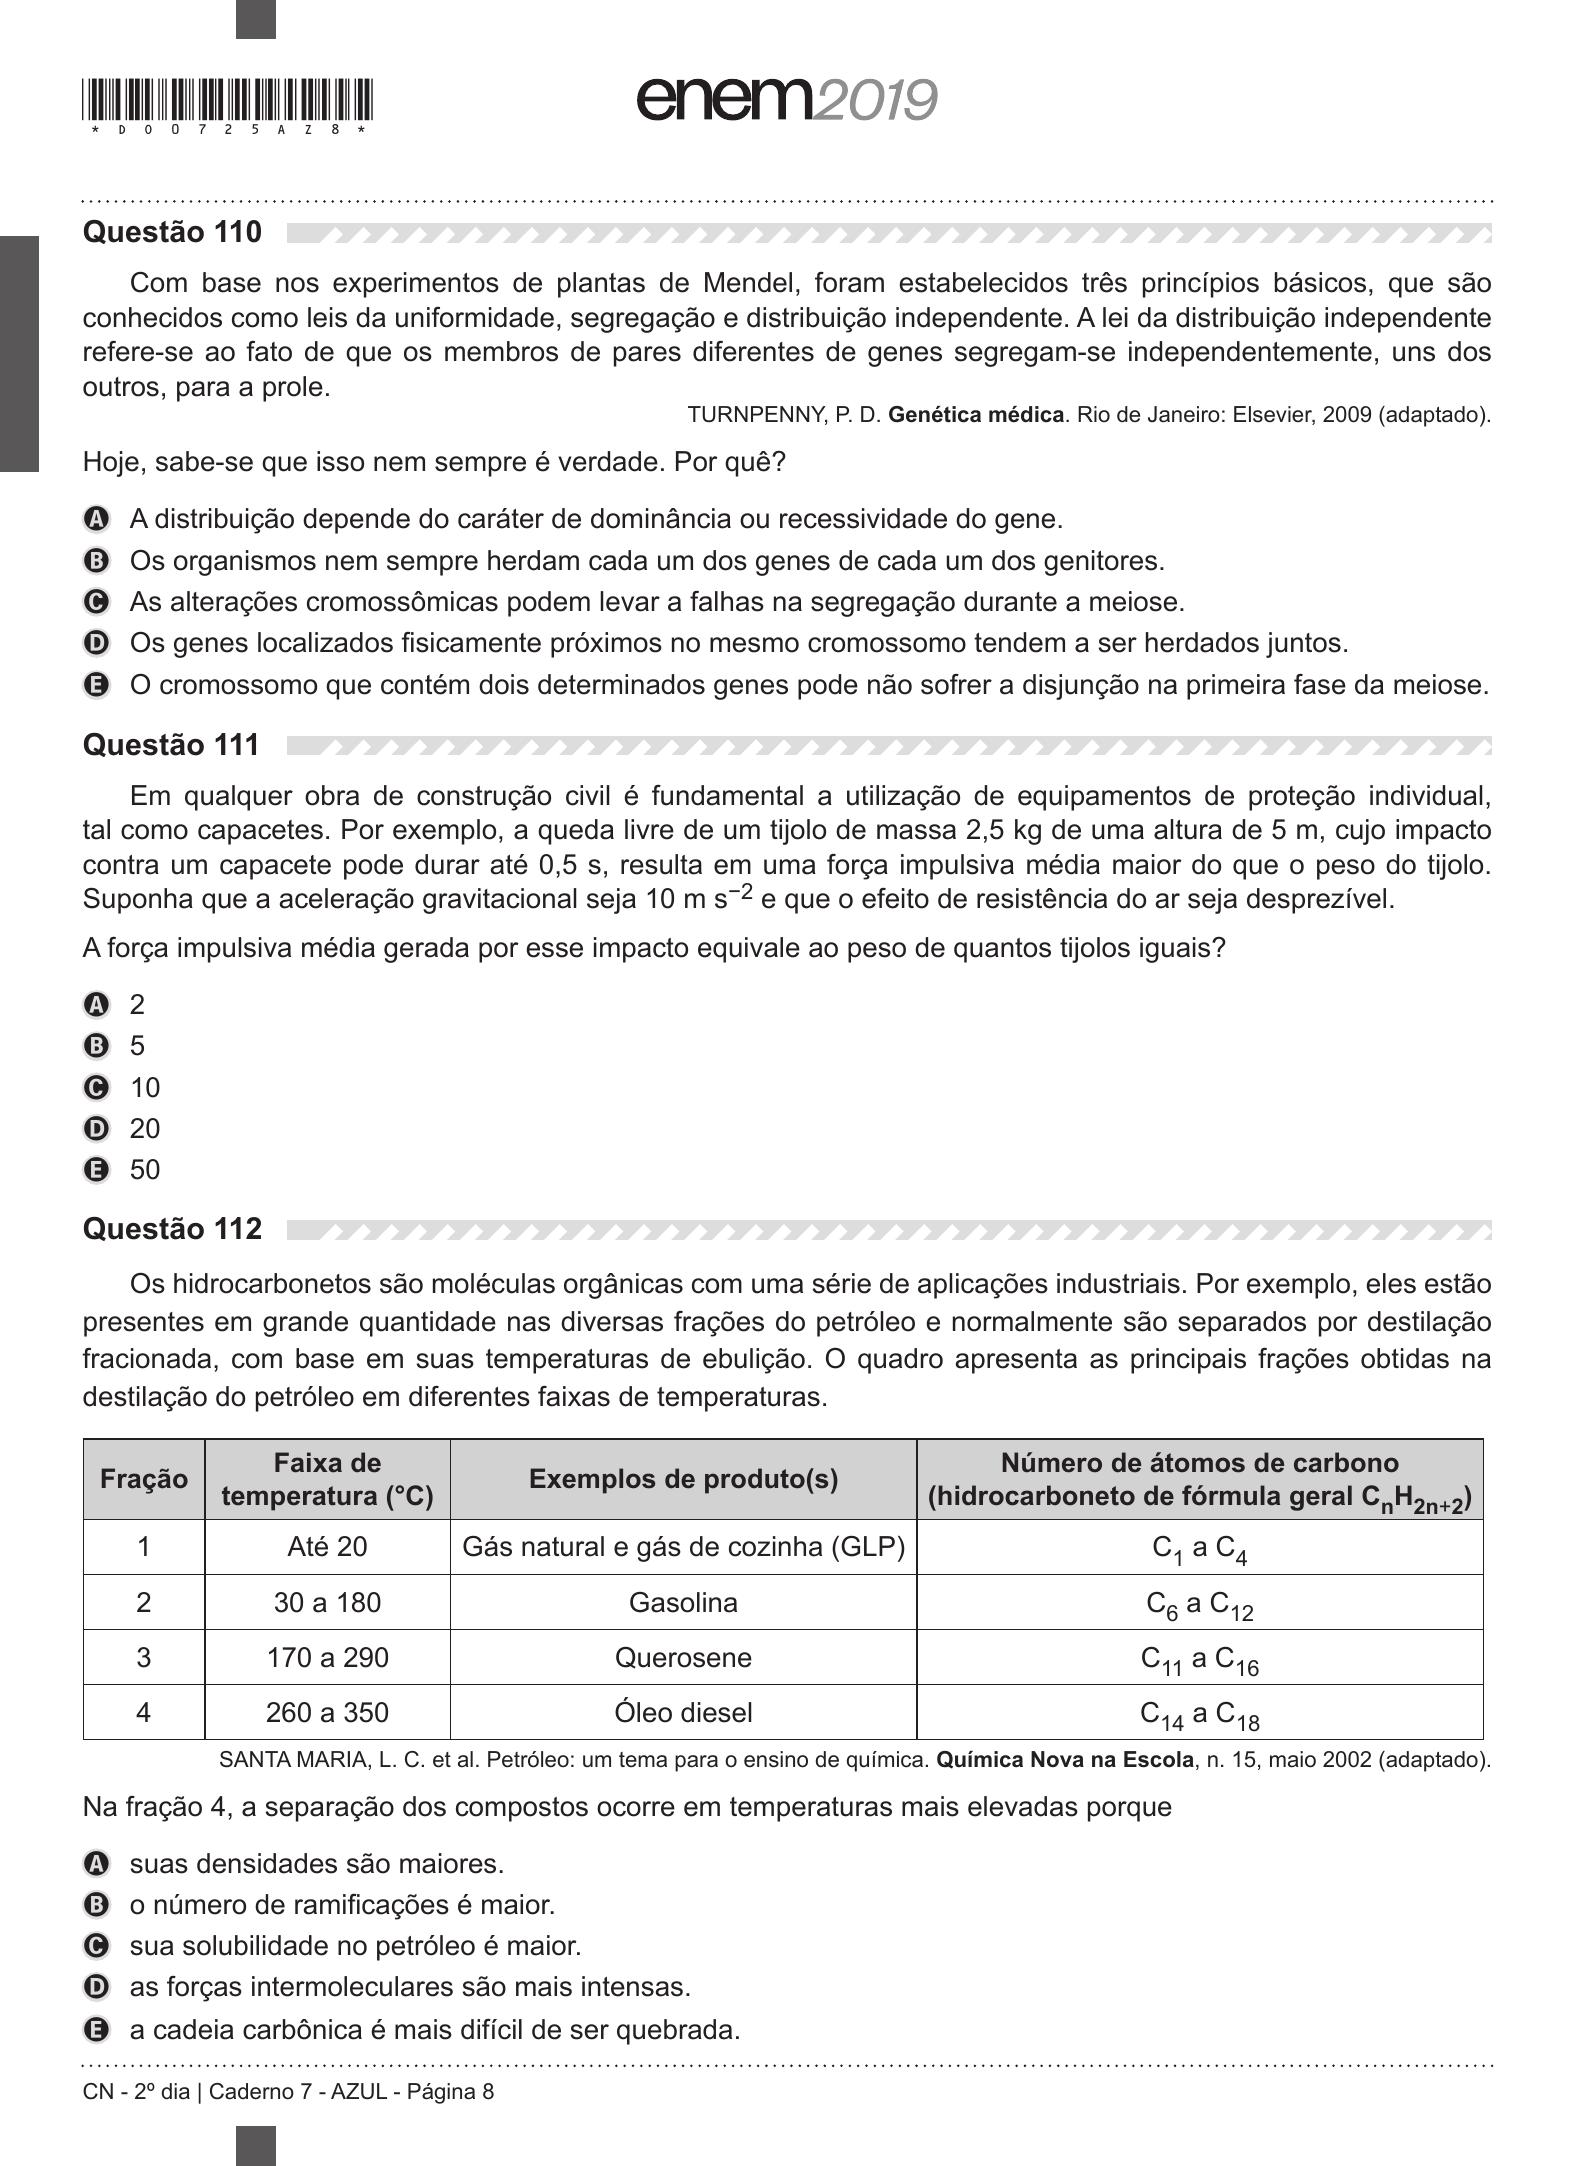 *D00725AZ8*
enem2019
Questão 110
Com base nos experimentos de plantas de Mendel, foram estabelecidos três princípios básicos, que são
conhecidos como leis da uniformidade, segregação e distribuição independente. A lei da distribuição independente
refere-se ao fato de que os membros de pares diferentes de genes segregam-se independentemente, uns dos
outros, para a prole.
TURNPENNY, P. D. Genética médica. Rio de Janeiro: Elsevier, 2009 (adaptado).
Hoje, sabe-se que isso nem sempre é verdade. Por quê?
A A distribuição depende do caráter de dominância ou recessividade do gene.
B Os organismos nem sempre herdam cada um dos genes de cada um dos genitores.
C As alterações cromossômicas podem levar a falhas na segregação durante a meiose.
D Os genes localizados fisicamente próximos no mesmo cromossomo tendem a ser herdados juntos.
E O cromossomo que contém dois determinados genes pode não sofrer a disjunção na primeira fase da meiose.
Questão 111
Em qualquer obra de construção civil é fundamental a utilização de equipamentos de proteção individual,
tal como capacetes. Por exemplo, a queda livre de um tijolo de massa 2,5 kg de uma altura de 5 m, cujo impacto
contra um capacete pode durar até 0,5 s, resulta em uma força impulsiva média maior do que o peso do tijolo.
Suponha que a aceleração gravitacional seja 10 m s⁻² e que o efeito de resistência do ar seja desprezível.
A força impulsiva média gerada por esse impacto equivale ao peso de quantos tijolos iguais?
A 2
B 5
C 10
D 20
E 50
Questão 112
Os hidrocarbonetos são moléculas orgânicas com uma série de aplicações industriais. Por exemplo, eles estão
presentes em grande quantidade nas diversas frações do petróleo e normalmente são separados por destilação
fracionada, com base em suas temperaturas de ebulição. O quadro apresenta as principais frações obtidas na
destilação do petróleo em diferentes faixas de temperaturas.
Fração Faixa de temperatura (°C) Exemplos de produto(s) Número de átomos de carbono (hidrocarboneto de fórmula geral CₙH₂ₙ₊₂)
1 Até 20 Gás natural e gás de cozinha (GLP) C₁ a C₄
2 30 a 180 Gasolina C₆ a C₁₂
3 170 a 290 Querosene C₁₁ a C₁₆
4 260 a 350 Óleo diesel C₁₄ a C₁₈
SANTA MARIA, L. C. et al. Petróleo: um tema para o ensino de química. Química Nova na Escola, n. 15, maio 2002 (adaptado).
Na fração 4, a separação dos compostos ocorre em temperaturas mais elevadas porque
A suas densidades são maiores.
B o número de ramificações é maior.
C sua solubilidade no petróleo é maior.
D as forças intermoleculares são mais intensas.
E a cadeia carbônica é mais difícil de ser quebrada.
CN - 2º dia | Caderno 7 - AZUL - Página 8